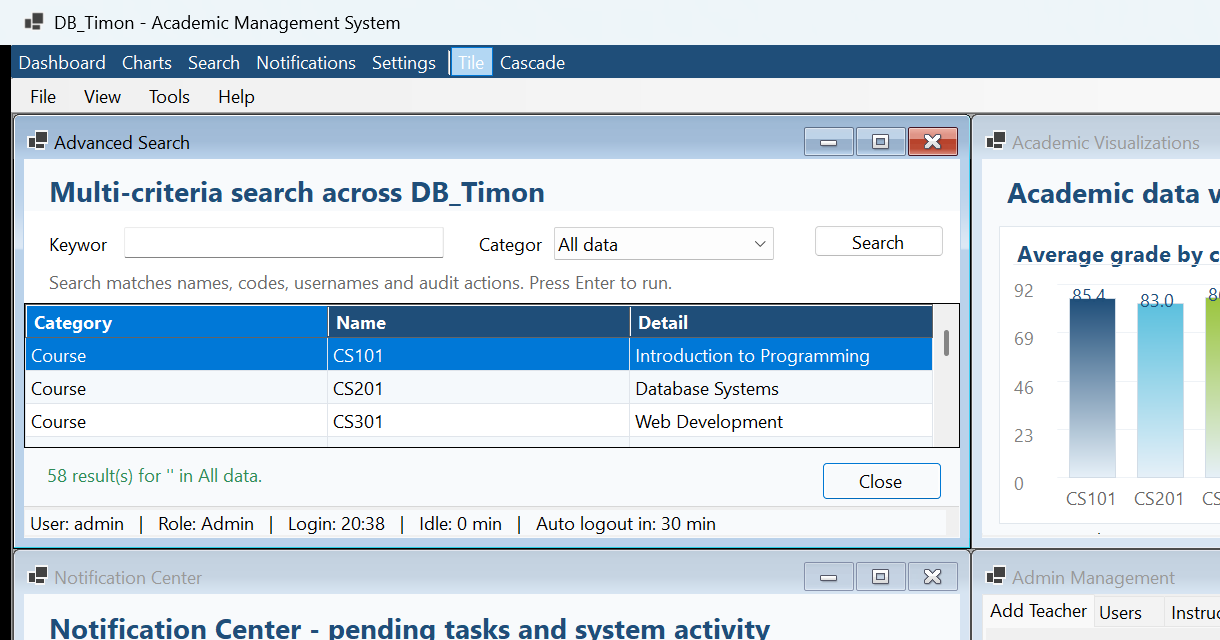 DB_Timon - Academic Management System
Dashboard Charts Search Notifications Settings Tile Cascade
File View Tools Help
Advanced Search
Multi-criteria search across DB_Timon
Keywor Categor All data Search
Search matches names, codes, usernames and audit actions. Press Enter to run.
Category Name Detail
Course CS101 Introduction to Programming
Course CS201 Database Systems
Course CS301 Web Development
58 result(s) for '' in All data.
Close
User: admin | Role: Admin | Login: 20:38 | Idle: 0 min | Auto logout in: 30 min
Academic Visualizations
Academic data v
Average grade by c
92
85.4 83.0
69
46
23
0
CS101 CS201 CS
Notification Center
Notification Center - pending tasks and system activity
Admin Management
Add Teacher Users Instruc